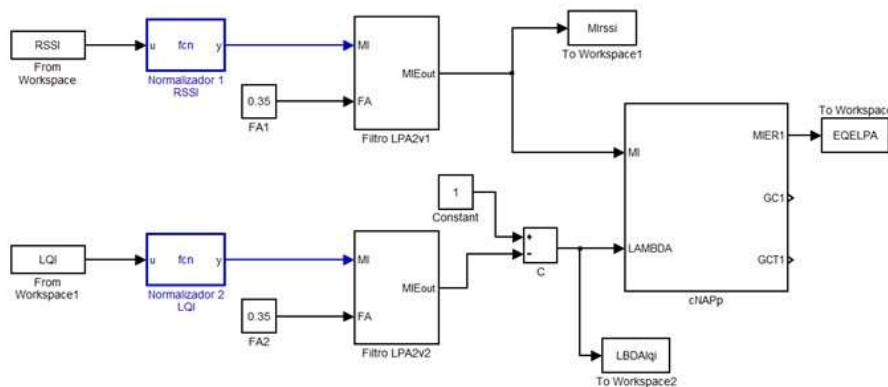 RSSI
From
Workspace
u
fcn
y
Normalizador 1
RSSI
0.35
FA1
MI
FA
MIEout
Filtro LPA2v1
MIrssi
To Workspace1
To Workspace
EQELPA
MI
LAMBDA
MIER1
GC1
GCT1
cNAPp
1
Constant
+
−
C
LQI
From
Workspace1
u
fcn
y
Normalizador 2
LQI
0.35
FA2
MI
FA
MIEout
Filtro LPA2v2
LBDAlqi
To Workspace2